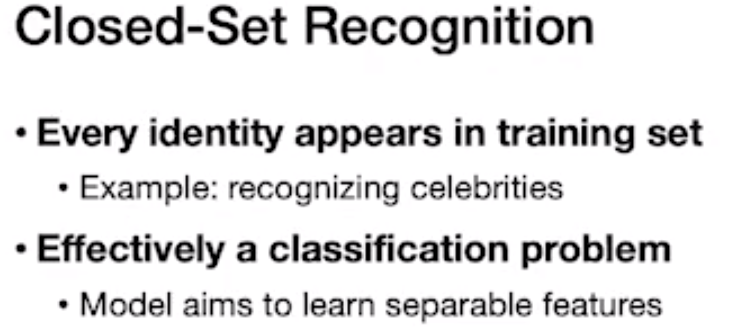 Closed-Set Recognition
• Every identity appears in training set
• Example: recognizing celebrities
• Effectively a classification problem
• Model aims to learn separable features